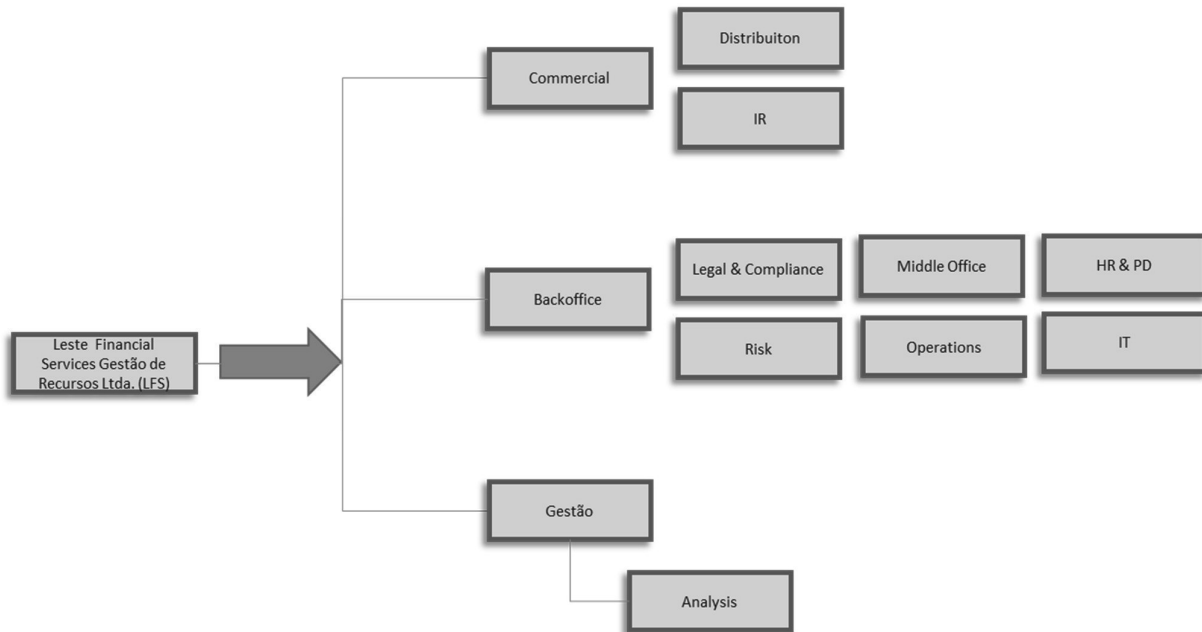 Leste Financial
Services Gestão de
Recursos Ltda. (LFS)
Commercial
Distribuiton
IR
Backoffice
Legal & Compliance
Middle Office
HR & PD
Risk
Operations
IT
Gestão
Analysis